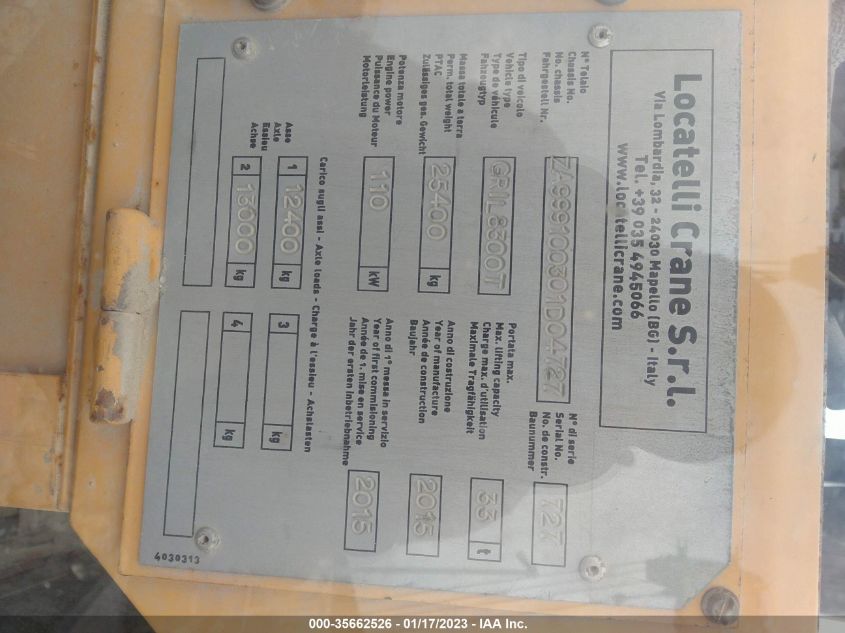 Locatelli Crane S.r.l.
Via Lombardia, 32 - 24030 Mapello (BG) - Italy
Tel. +39 035 4945066
www.locatellicrane.com
N° Telaio
Chassis No.
No. chassis
Fahrgestell Nr.
ZA9S9100301D04727
N° di serie
Serial No.
No. de constr.
Baunummer
727
Tipo di veicolo
Vehicle type
Type de véhicule
Fahrzeugtyp
GRIL8300T
Portata max.
Max. lifting capacity
Charge max. d'utilisation
Maximale Tragfähigkeit
33 t
Massa totale a terra
Perm. total weight
PTAC
Zulässiges ges. Gewicht
25400 kg
Anno di costruzione
Year of manufacture
Année de construction
Baujahr
2015
Potenza motore
Engine power
Puissance du Moteur
Motorleistung
110 kW
Anno di 1° messa in servizio
Year of first commisioning
Année de 1. mise en service
Jahr der ersten Inbetriebnahme
2015
Carico sugli assi - Axle loads - Charge à l'essieu - Achslasten
Asse
Axle
Essieu
Achse
1 12400 kg
3 kg
2 13000 kg
4 kg
4030313
000-35662526 - 01/17/2023 - IAA Inc.